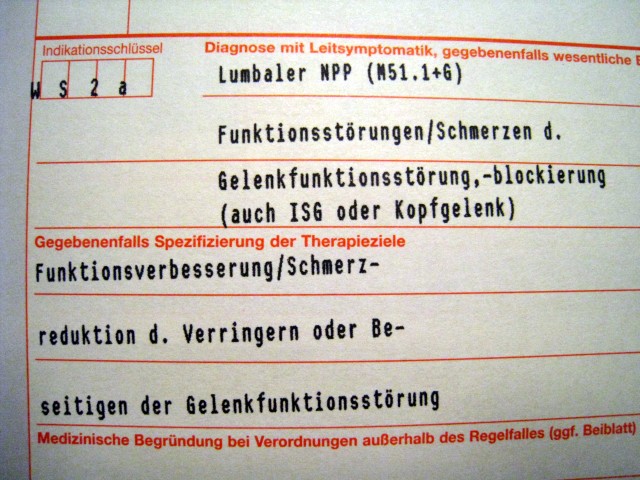 Indikationsschlüssel
WS2a
Diagnose mit Leitsymptomatik, gegebenenfalls wesentliche
Lumbaler NPP (M51.1+G)
Funktionsstörungen/Schmerzen d.
Gelenkfunktionsstörung,-blockierung
(auch ISG oder Kopfgelenk)
Gegebenenfalls Spezifizierung der Therapieziele
Funktionsverbesserung/Schmerz-
reduktion d. Verringern oder Be-
seitigen der Gelenkfunktionsstörung
Medizinische Begründung bei Verordnungen außerhalb des Regelfalles (ggf. Beiblatt)